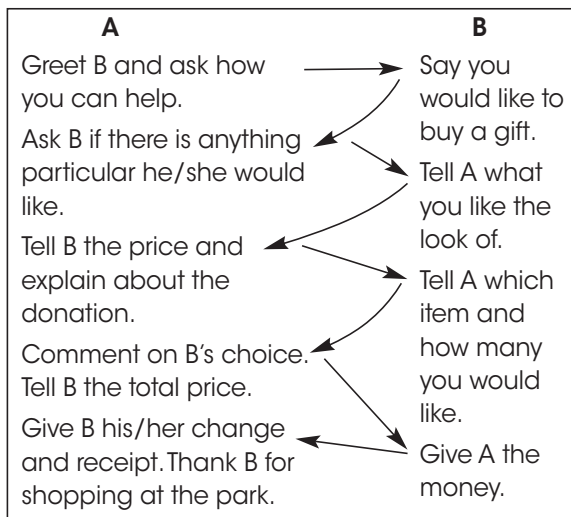 A
Greet B and ask how
you can help.
Ask B if there is anything
particular he/she would
like.
Tell B the price and
explain about the
donation.
Comment on B's choice.
Tell B the total price.
Give B his/her change
and receipt. Thank B for
shopping at the park.
B
Say you
would like to
buy a gift.
Tell A what
you like the
look of.
Tell A which
item and
how many
you would
like.
Give A the
money.